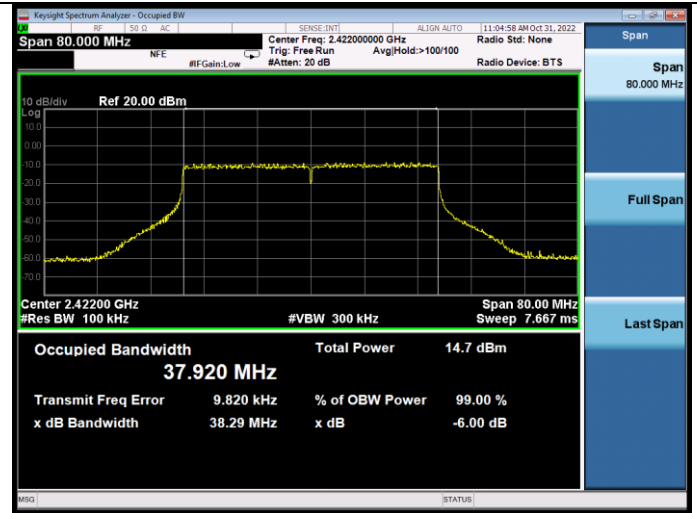 Keysight Spectrum Analyzer - Occupied BW
RF 50 Ω AC SENSE:INT ALIGN AUTO 11:04:58 AM Oct 31, 2022
Span 80.000 MHz
NFE
#IFGain:Low
Center Freq: 2.422000000 GHz
Trig: Free Run Avg|Hold:>100/100
#Atten: 20 dB
Radio Std: None
Radio Device: BTS
Span
Span
80.000 MHz
Full Span
Last Span
10 dB/div Ref 20.00 dBm
Log
10.0
0.00
-10.0
-20.0
-30.0
-40.0
-50.0
-60.0
-70.0
Center 2.42200 GHz Span 80.00 MHz
#Res BW 100 kHz #VBW 300 kHz Sweep 7.667 ms
Occupied Bandwidth Total Power 14.7 dBm
37.920 MHz
Transmit Freq Error 9.820 kHz % of OBW Power 99.00 %
x dB Bandwidth 38.29 MHz x dB -6.00 dB
MSG STATUS